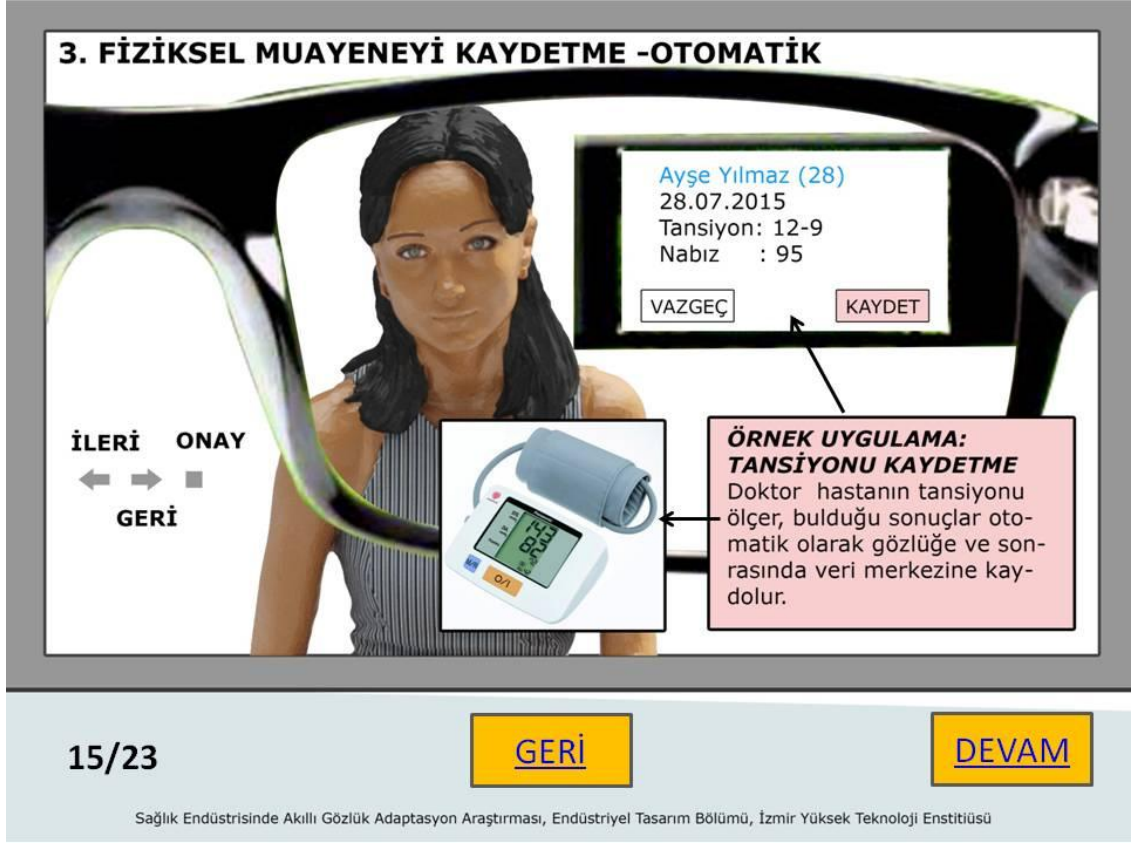 3. FİZİKSEL MUAYENEYİ KAYDETME -OTOMATİK
Ayşe Yılmaz (28)
28.07.2015
Tansiyon: 12-9
Nabız : 95
VAZGEÇ
KAYDET
İLERİ ONAY
GERİ
ÖRNEK UYGULAMA:
TANSİYONU KAYDETME
Doktor hastanın tansiyonu
ölçer, bulduğu sonuçlar oto-
matik olarak gözlüğe ve son-
rasında veri merkezine kay-
dolur.
15/23
GERİ
DEVAM
Sağlık Endüstrisinde Akıllı Gözlük Adaptasyon Araştırması, Endüstriyel Tasarım Bölümü, İzmir Yüksek Teknoloji Enstitiüsü